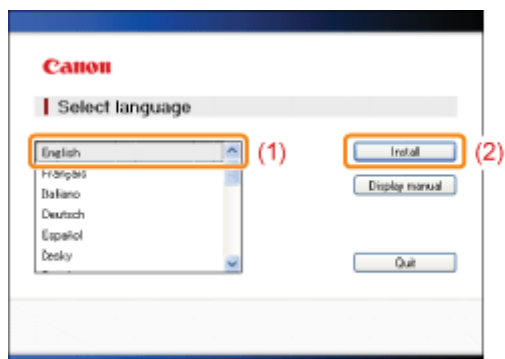 Canon
Select language
English
(1)
Install
(2)
Français
Display manual
Italiano
Deutsch
Español
Česky
Quit